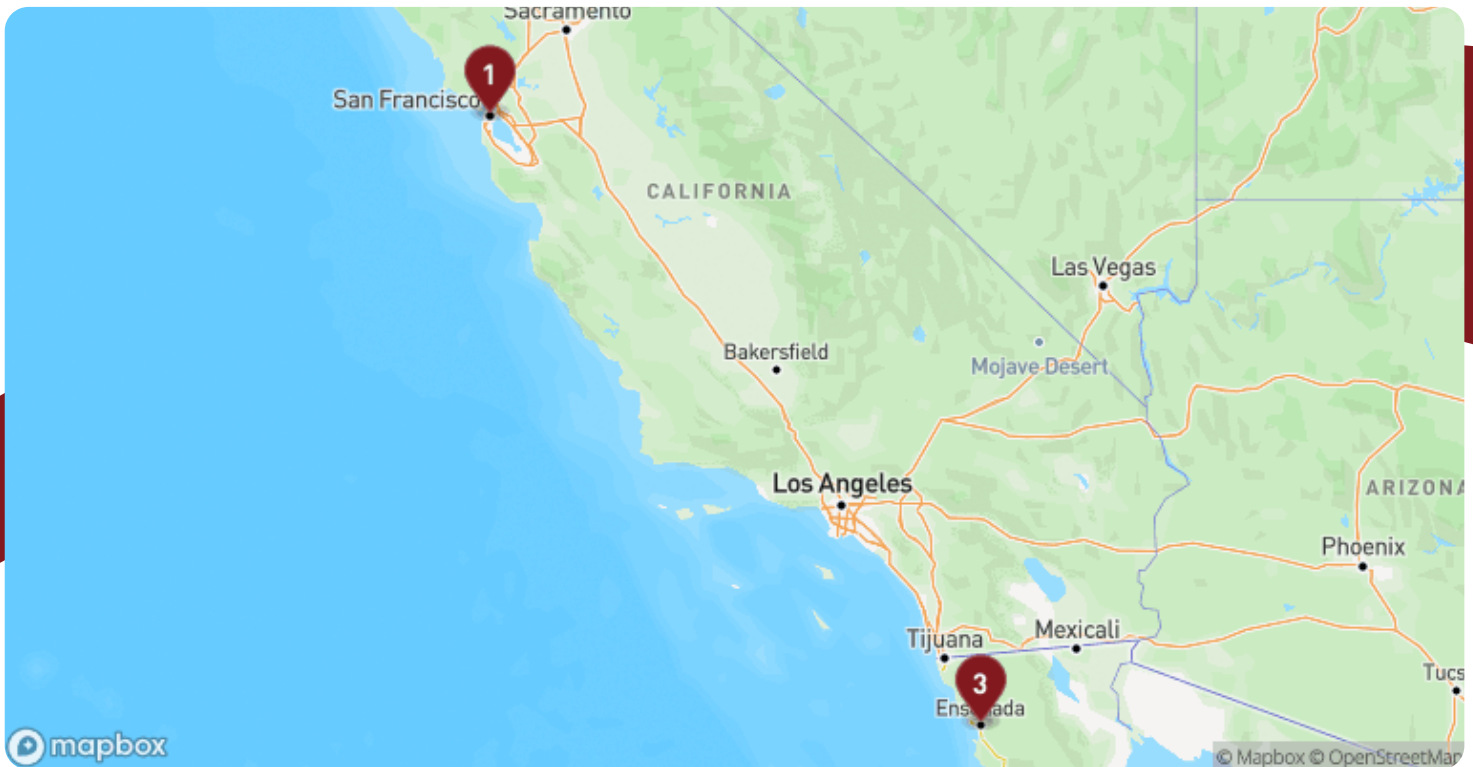 Sacramento
1
San Francisco
CALIFORNIA
Las Vegas
Bakersfield
Mojave Desert
Los Angeles
ARIZONA
Phoenix
Tijuana
Mexicali
3
Tucs
Ensenada
mapbox
© Mapbox © OpenStreetMap